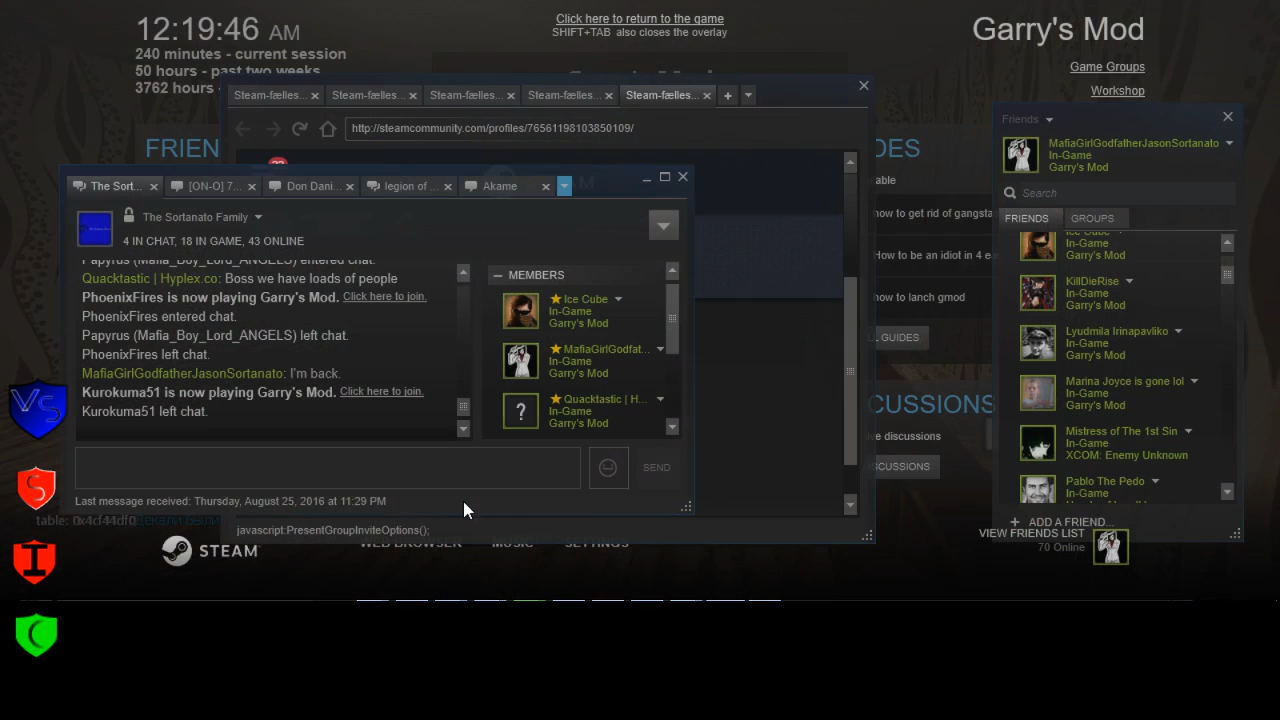 12:19:46 AM
240 minutes - current session
50 hours - past two weeks
3762 hours -
Click here to return to the game
SHIFT+TAB also closes the overlay
Garry's Mod
Game Groups
Workshop
FRIEN
DES
Steam-fælles...
Steam-fælles...
Steam-fælles...
Steam-fælles...
Steam-fælles...
http://steamcommunity.com/profiles/76561198103850109/
The Sort...
[ON-O] 7...
Don Dani...
legion of ...
Akame
The Sortanato Family
4 IN CHAT, 18 IN GAME, 43 ONLINE
Papyrus (Mafia_Boy_Lord_ANGELS) entered chat.
Quacktastic | Hyplex.co: Boss we have loads of people
PhoenixFires is now playing Garry's Mod. Click here to join.
PhoenixFires entered chat.
Papyrus (Mafia_Boy_Lord_ANGELS) left chat.
PhoenixFires left chat.
MafiaGirlGodfatherJasonSortanato: I'm back.
Kurokuma51 is now playing Garry's Mod. Click here to join.
Kurokuma51 left chat.
MEMBERS
Ice Cube
In-Game
Garry's Mod
MafiaGirlGodfat...
In-Game
Garry's Mod
?
Quacktastic | H...
In-Game
Garry's Mod
SEND
Last message received: Thursday, August 25, 2016 at 11:29 PM
javascript:PresentGroupInviteOptions();
how to get rid of gangsta
How to be an idiot in 4 e
how to lanch gmod
GUIDES
CUSSIONS
ve discussions
SCUSSIONS
Friends
MafiaGirlGodfatherJasonSortanato
In-Game
Garry's Mod
Search
FRIENDS
GROUPS
Ice Cube
In-Game
Garry's Mod
KillDieRise
In-Game
Garry's Mod
Lyudmila Irinapavliko
In-Game
Garry's Mod
Marina Joyce is gone lol
In-Game
Garry's Mod
Mistress of The 1st Sin
In-Game
XCOM: Enemy Unknown
Pablo The Pedo
In-Game
+ ADD A FRIEND...
VIEW FRIENDS LIST
70 Online
STEAM
WEB BROWSER
MUSIC
SETTINGS
VS
S
I
C